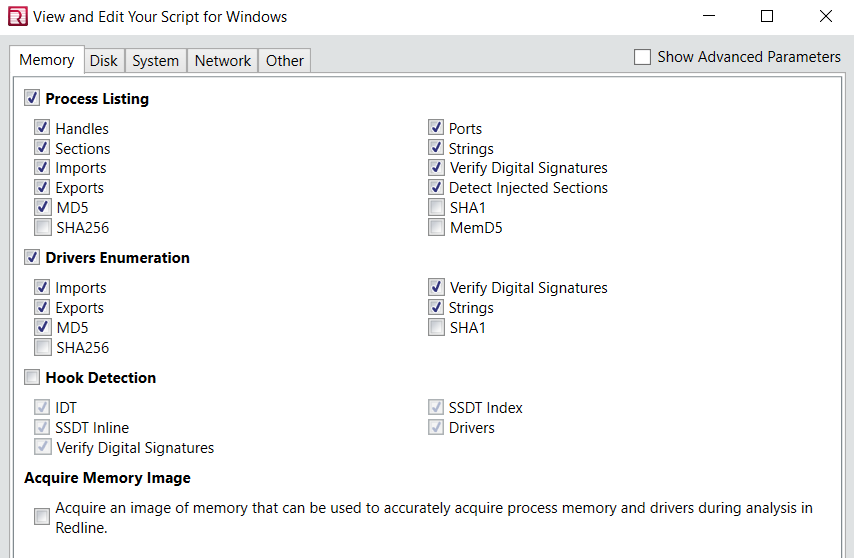 View and Edit Your Script for Windows
Memory Disk System Network Other Show Advanced Parameters
Process Listing
Handles Ports
Sections Strings
Imports Verify Digital Signatures
Exports Detect Injected Sections
MD5 SHA1
SHA256 MemD5
Drivers Enumeration
Imports Verify Digital Signatures
Exports Strings
MD5 SHA1
SHA256
Hook Detection
IDT SSDT Index
SSDT Inline Drivers
Verify Digital Signatures
Acquire Memory Image
Acquire an image of memory that can be used to accurately acquire process memory and drivers during analysis in
Redline.